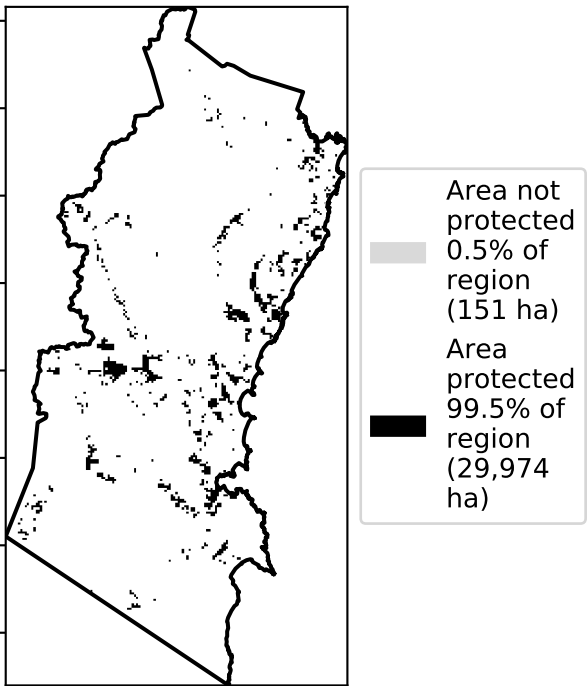 Area not
protected
0.5% of
region
(151 ha)
Area
protected
99.5% of
region
(29,974
ha)